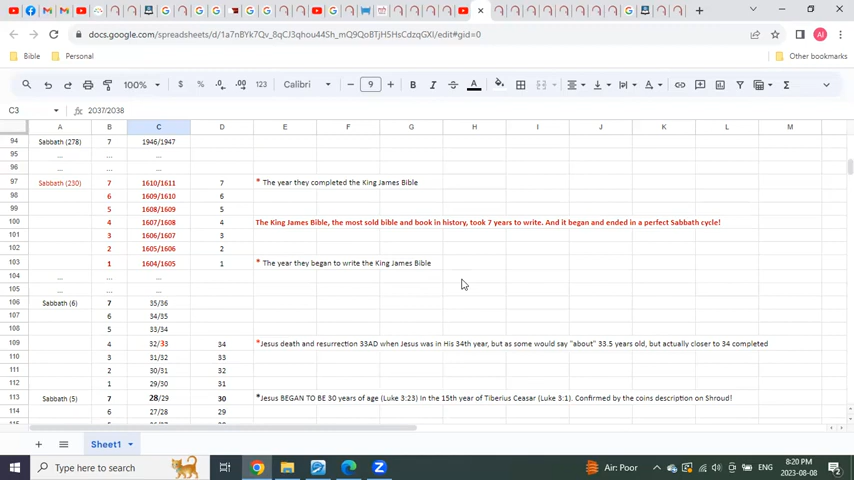 docs.google.com/spreadsheets/d/1a7nBYk7Qv_8qCJ3qhou44Sh_mQ9QoBTjH5HsCdzqGXI/edit#gid=0
Bible Personal Other bookmarks
100% $ % .0 .00 123 Calibri 9 B I A
C3 2037/2038
A B C D E F G H I J K L M
94 Sabbath (278) 7 1946/1947
95 ... ... ...
96 ... ... ...
97 Sabbath (230) 7 1610/1611 7 * The year they completed the King James Bible
98 6 1609/1610 6
99 5 1608/1609 5
100 4 1607/1608 4 The King James Bible, the most sold bible and book in history, took 7 years to write. And it began and ended in a perfect Sabbath cycle!
101 3 1606/1607 3
102 2 1605/1606 2
103 1 1604/1605 1 * The year they began to write the King James Bible
104 ... ... ...
105 ... ... ...
106 Sabbath (6) 7 35/36
107 6 34/35
108 5 33/34
109 4 32/33 34 *Jesus death and resurrection 33AD when Jesus was in His 34th year, but as some would say "about" 33.5 years old, but actually closer to 34 completed
110 3 31/32 33
111 2 30/31 32
112 1 29/30 31
113 Sabbath (5) 7 28/29 30 *Jesus BEGAN TO BE 30 years of age (Luke 3:23) In the 15th year of Tiberius Ceasar (Luke 3:1). Confirmed by the coins description on Shroud!
114 6 27/28 29
Sheet1
Type here to search Air: Poor ENG 8:20 PM
2023-08-08
2